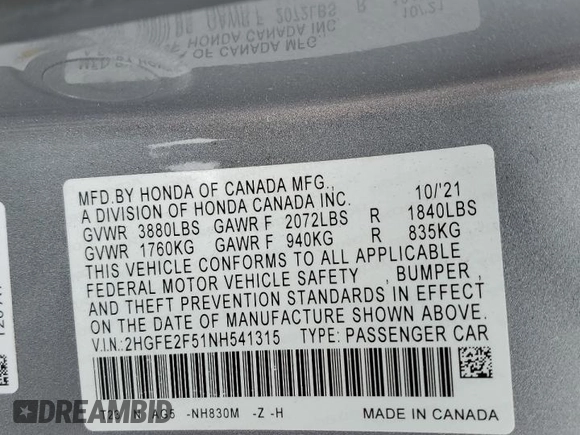 MFD.BY HONDA OF CANADA MFG., 10/'21
A DIVISION OF HONDA CANADA INC.
GVWR 3880LBS GAWR F 2072LBS R 1840LBS
GVWR 1760KG GAWR F 940KG R 835KG
THIS VEHICLE CONFORMS TO ALL APPLICABLE
FEDERAL MOTOR VEHICLE SAFETY , BUMPER ,
AND THEFT PREVENTION STANDARDS IN EFFECT
ON THE DATE OF MANUFACTURE SHOWN ABOVE.
V.I.N.:2HGFE2F51NH541315 TYPE: PASSENGER CAR
AG5 -NH830M -Z -H MADE IN CANADA
DREAMBID